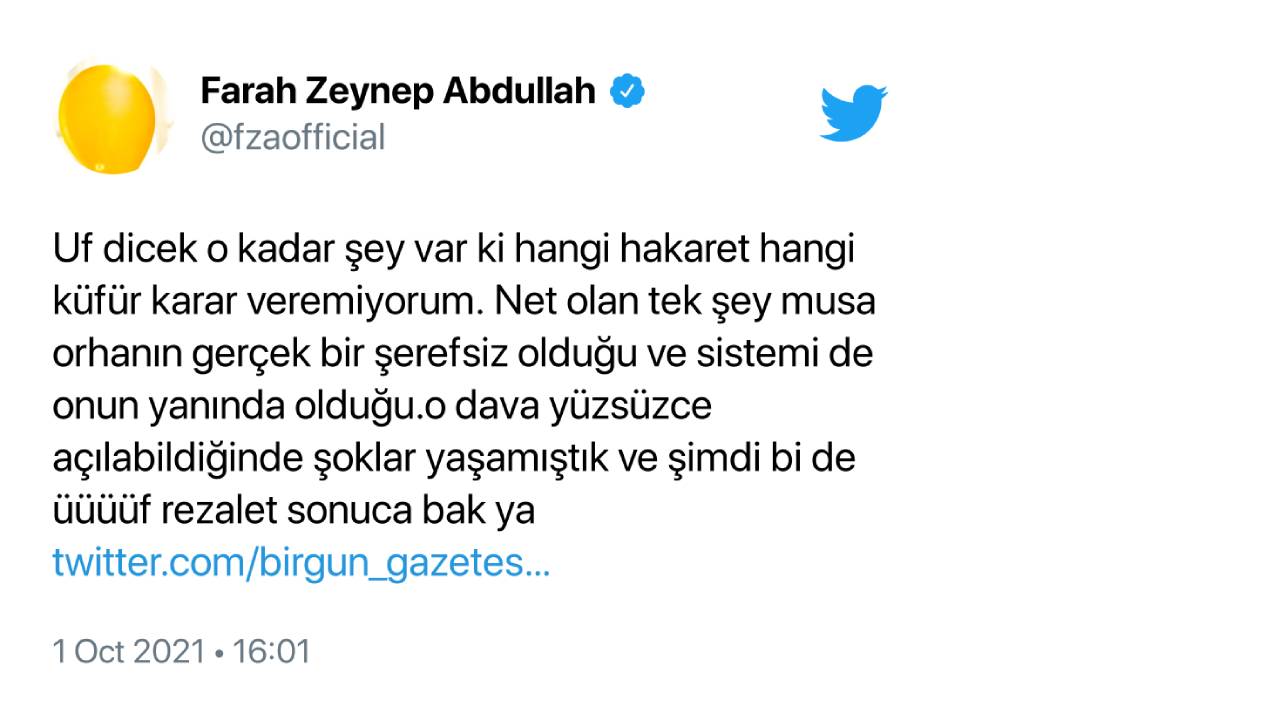 Farah Zeynep Abdullah
@fzaofficial
Uf dicek o kadar şey var ki hangi hakaret hangi
küfür karar veremiyorum. Net olan tek şey musa
orhanın gerçek bir şerefsiz olduğu ve sistemi de
onun yanında olduğu.o dava yüzsüzce
açılabildiğinde şoklar yaşamıştık ve şimdi bi de
üüüüf rezalet sonuca bak ya
twitter.com/birgun_gazetes...
1 Oct 2021 • 16:01